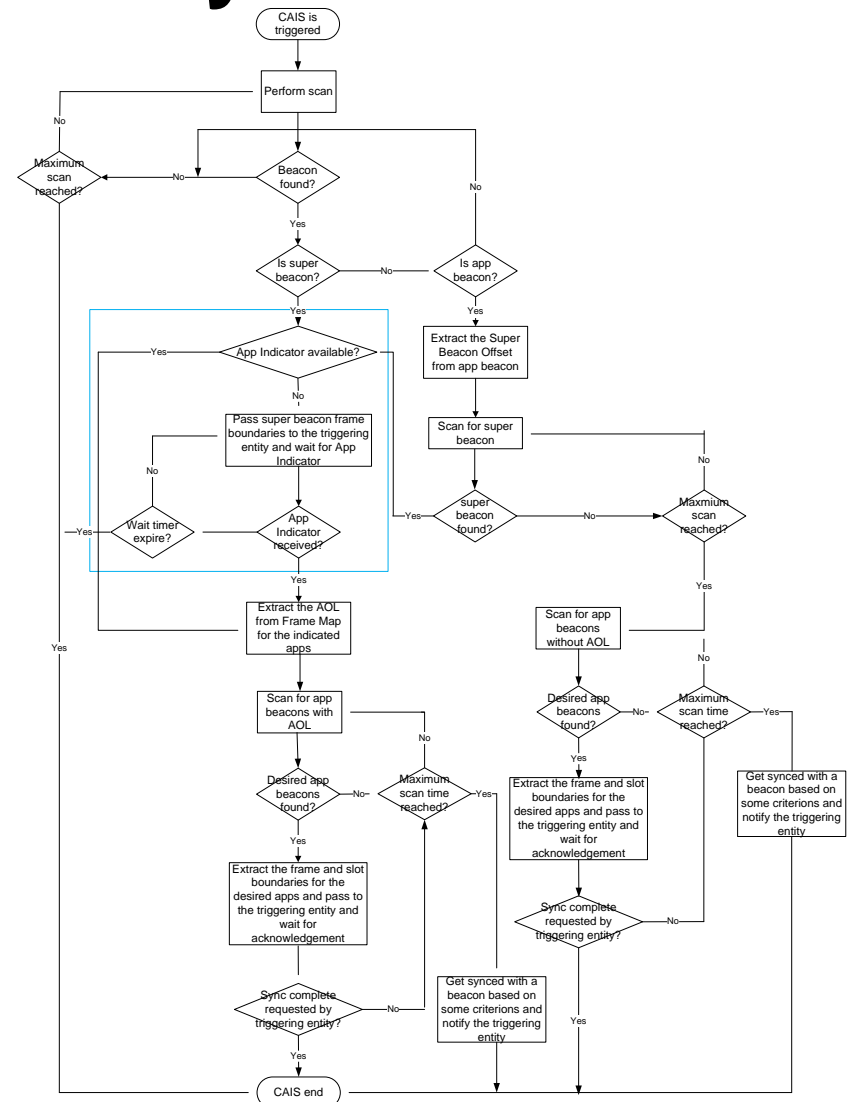 CAIS is
triggered
Perform scan
No
Maximum
scan
reached?
No
Beacon
found?
No
Yes
Is super
beacon?
No
Is app
beacon?
Yes
Yes
Yes
App Indicator available?
Extract the Super
Beacon Offset
from app beacon
No
Pass super beacon frame
boundaries to the triggering
entity and wait for App
Indicator
Scan for super
beacon
No
No
Yes
Wait timer
expire?
App
Indicator
received?
Yes
super
beacon
found?
No
Maxmium
scan
reached?
Yes
Yes
Extract the AOL
from Frame Map
for the indicated
apps
Scan for app
beacons
without AOL
Yes
No
Scan for app
beacons with
AOL
Desired app
beacons
found?
No
Maximum
scan time
reached?
Yes
No
Yes
Desired app
beacons
found?
No
Maximum
scan time
reached?
Yes
Extract the frame and slot
boundaries for the
desired apps and pass to
the triggering entity and
wait for
acknowledgement
Get synced with a
beacon based on
some criterions and
notify the triggering
entity
Yes
Extract the frame and slot
boundaries for the
desired apps and pass to
the triggering entity and
wait for
acknowledgement
Sync complete
requested by
triggering entity?
No
Sync complete
requested by
triggering entity?
No
Get synced with a
beacon based on
some criterions and
notify the triggering
entity
Yes
Yes
CAIS end